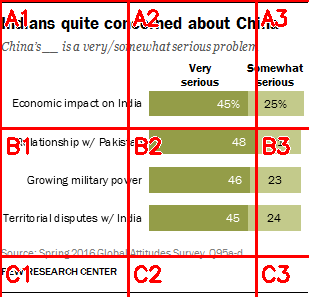 Indians quite concerned about China
China's __ is a very/somewhat serious problem
Very serious
Somewhat serious
Economic impact on India 45% 25%
Relationship w/ Pakistan 48
Growing military power 46 23
Territorial disputes w/ India 45 24
Source: Spring 2016 Global Attitudes Survey. Q95a-d.
PEW RESEARCH CENTER
A1 A2 A3
B1 B2 B3
C1 C2 C3